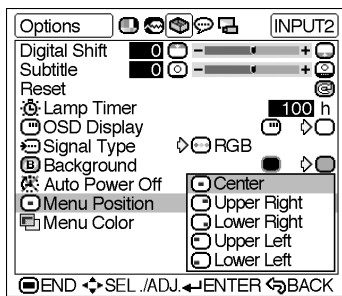 Options INPUT2
Digital Shift 0 - +
Subtitle 0 - +
Reset
Lamp Timer 100 h
OSD Display
Signal Type RGB
B Background
Auto Power Off
Menu Position Center
Menu Color Upper Right
Lower Right
Upper Left
Lower Left
END SEL ./ADJ. ENTER BACK